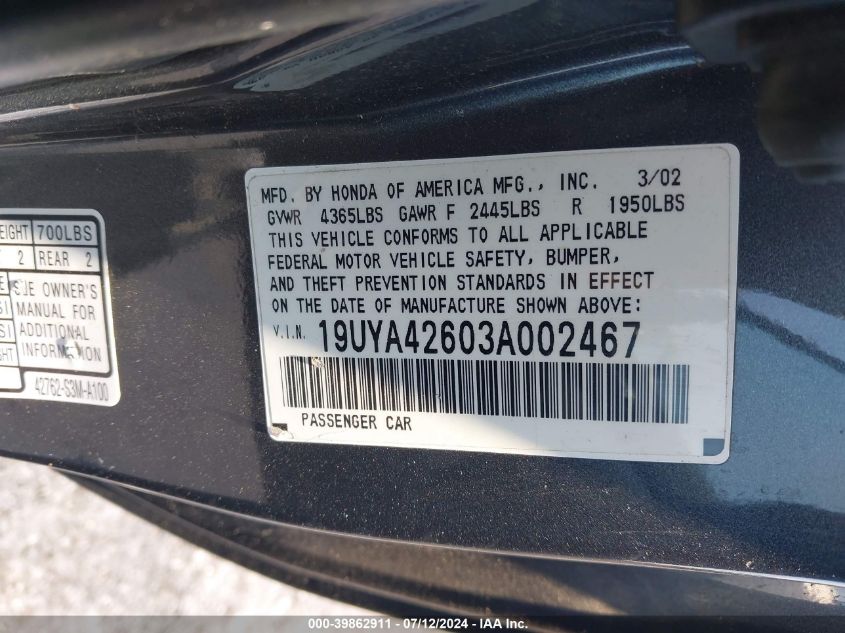 MFD. BY HONDA OF AMERICA MFG., INC. 3/02
GVWR 4365LBS GAWR F 2445LBS R 1950LBS
THIS VEHICLE CONFORMS TO ALL APPLICABLE
FEDERAL MOTOR VEHICLE SAFETY, BUMPER,
AND THEFT PREVENTION STANDARDS IN EFFECT
ON THE DATE OF MANUFACTURE SHOWN ABOVE:
V.I.N. 19UYA42603A002467
PASSENGER CAR
EIGHT 700LBS
2 REAR 2
OWNER'S
MANUAL FOR
ADDITIONAL
INFORMATION
42762-S3M-A100
000-39862911 - 07/12/2024 - IAAI, Inc.